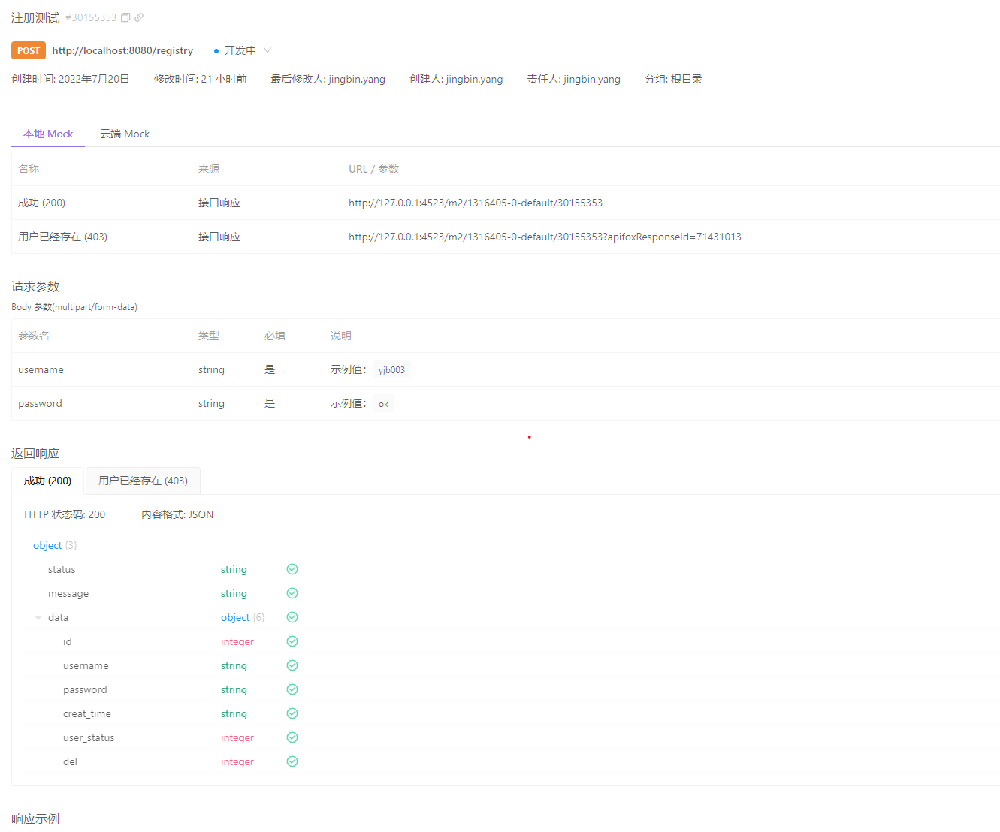 注册测试 #30155353
POST http://localhost:8080/registry 开发中
创建时间: 2022年7月20日 修改时间: 21 小时前 最后修改人: jingbin.yang 创建人: jingbin.yang 责任人: jingbin.yang 分组: 根目录
本地 Mock 云端 Mock
名称 来源 URL / 参数
成功 (200) 接口响应 http://127.0.0.1:4523/m2/1316405-0-default/30155353
用户已经存在 (403) 接口响应 http://127.0.0.1:4523/m2/1316405-0-default/30155353?apifoxResponseId=71431013
请求参数
Body 参数(multipart/form-data)
参数名 类型 必填 说明
username string 是 示例值: yjb003
password string 是 示例值: ok
返回响应
成功 (200) 用户已经存在 (403)
HTTP 状态码: 200 内容格式: JSON
object {3}
status string
message string
data object {6}
id integer
username string
password string
creat_time string
user_status integer
del integer
响应示例